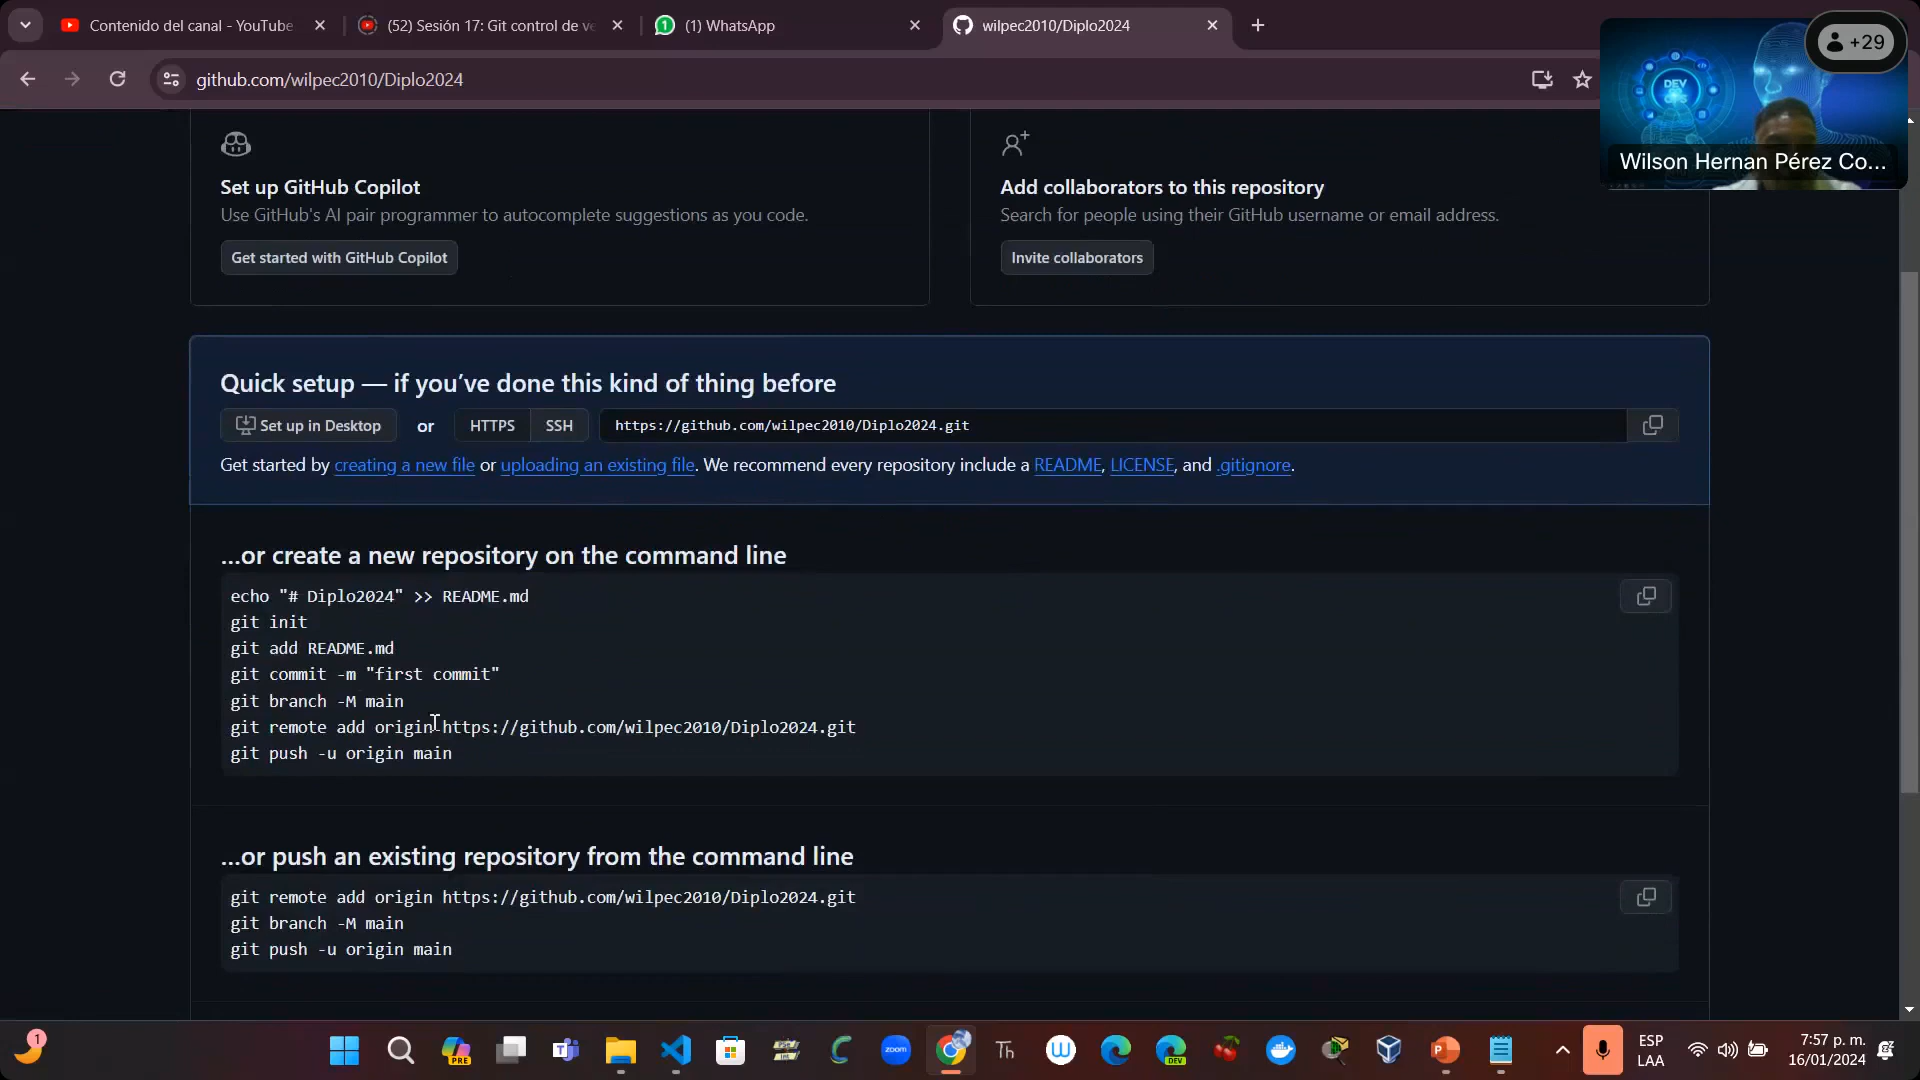 Contenido del canal - YouTube
(52) Sesión 17: Git control de ve
(1) WhatsApp
wilpec2010/Diplo2024
+29
github.com/wilpec2010/Diplo2024
DEV
OPS
Wilson Hernan Pérez Co...
Set up GitHub Copilot
Use GitHub's AI pair programmer to autocomplete suggestions as you code.
Get started with GitHub Copilot
Add collaborators to this repository
Search for people using their GitHub username or email address.
Invite collaborators
Quick setup — if you've done this kind of thing before
Set up in Desktop or HTTPS SSH https://github.com/wilpec2010/Diplo2024.git
Get started by creating a new file or uploading an existing file. We recommend every repository include a README, LICENSE, and .gitignore.
...or create a new repository on the command line
echo "# Diplo2024" >> README.md
git init
git add README.md
git commit -m "first commit"
git branch -M main
git remote add origin https://github.com/wilpec2010/Diplo2024.git
git push -u origin main
...or push an existing repository from the command line
git remote add origin https://github.com/wilpec2010/Diplo2024.git
git branch -M main
git push -u origin main
1
PRE
zoom
Th
DEV
ESP
LAA
7:57 p. m.
16/01/2024